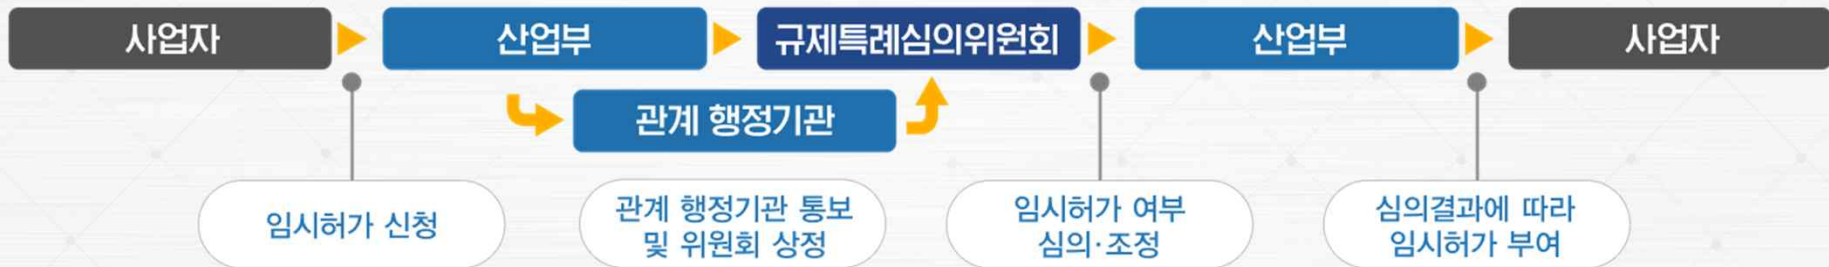 사업자
산업부
규제특례심의위원회
산업부
사업자
관계 행정기관
임시허가 신청
관계 행정기관 통보
및 위원회 상정
임시허가 여부
심의·조정
심의결과에 따라
임시허가 부여